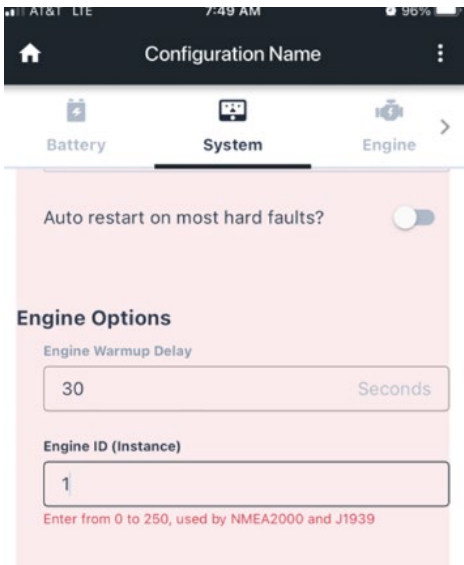 AT&T LTE 7:49 AM 96%
Configuration Name
Battery System Engine
Auto restart on most hard faults?
Engine Options
Engine Warmup Delay
30 Seconds
Engine ID (Instance)
1
Enter from 0 to 250, used by NMEA2000 and J1939